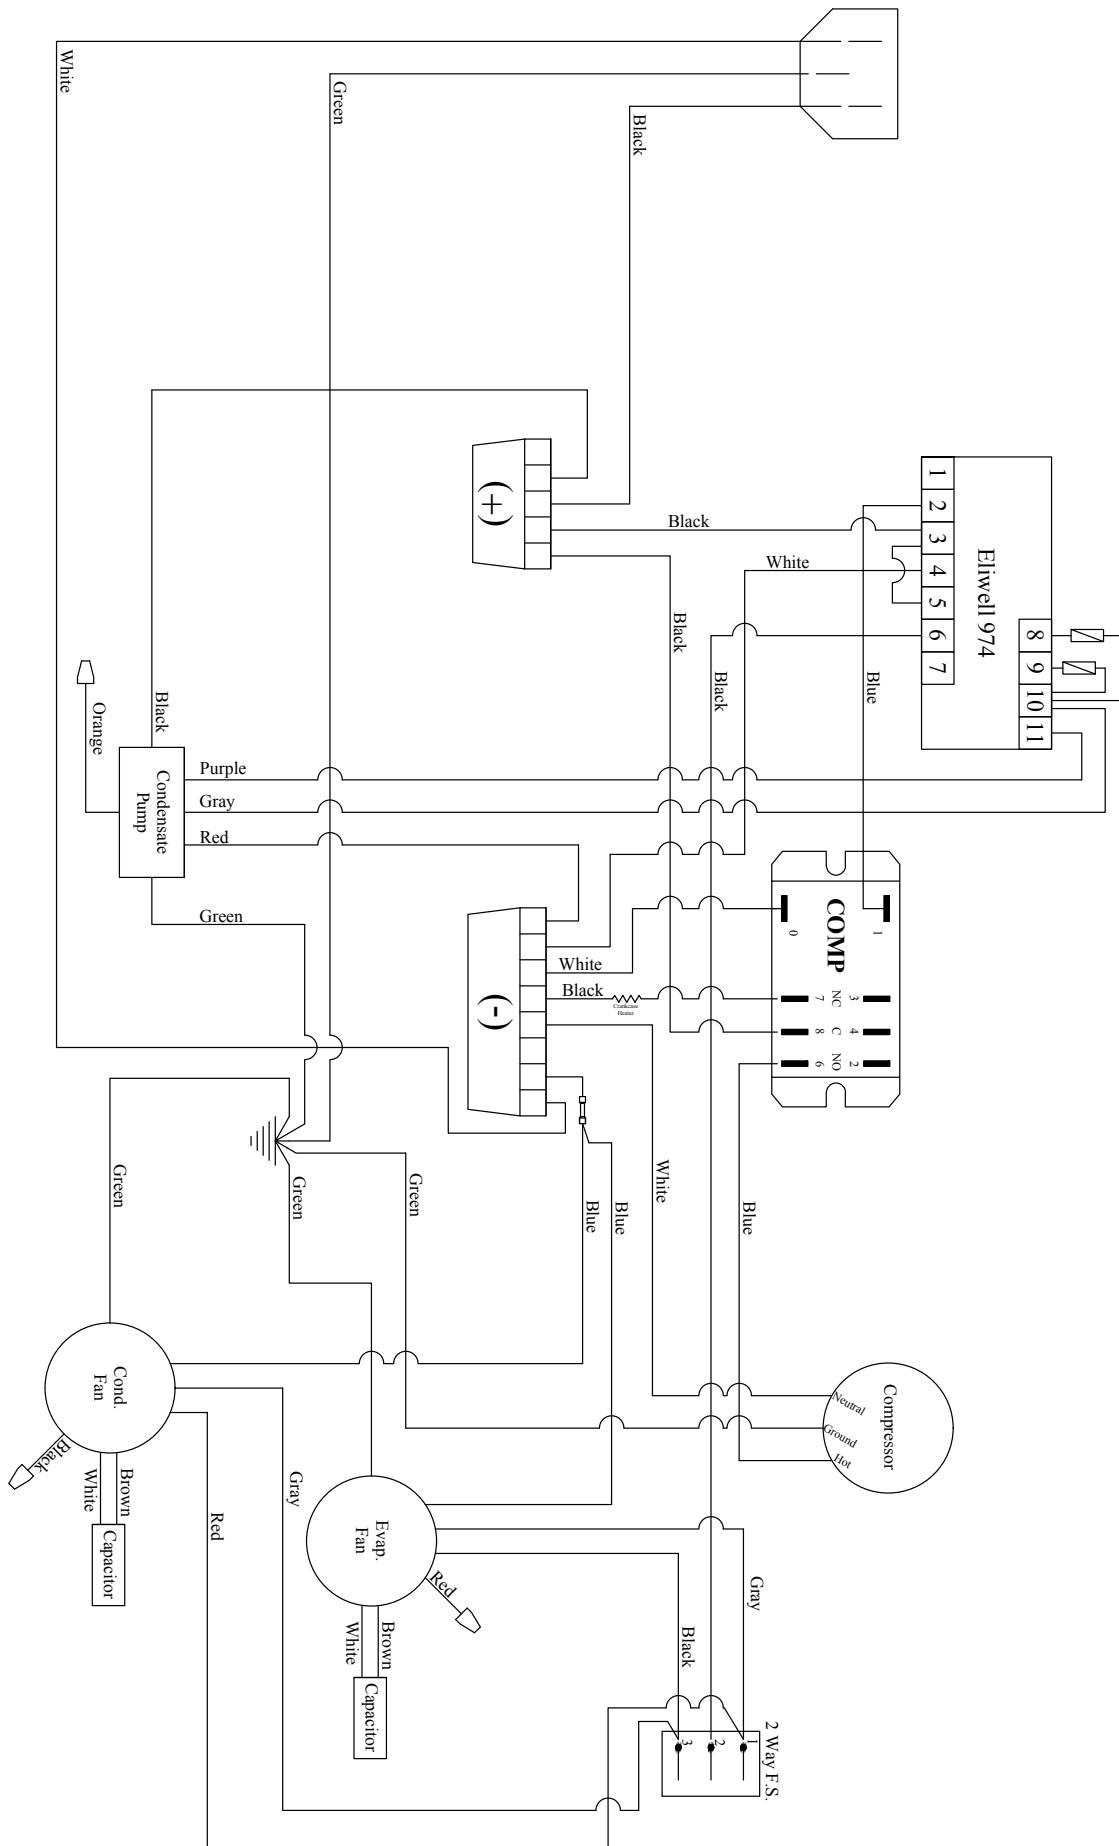 White
Green
Black
(+)
Black
White
Black
Black
Blue
1
2
3
4
5
6
7
Eliwell 974
8
9
10
11
Black
Orange
Condensate
Pump
Purple
Gray
Red
Green
(-)
White
Black
Crankcase
Heater
COMP
0
1
7
NC
3
8
C
4
6
NO
2
Green
Green
Green
Blue
Blue
White
Blue
Compressor
Neutral
Ground
Hot
Cond.
Fan
Black
Brown
White
Capacitor
Gray
Red
Evap.
Fan
Red
Brown
White
Capacitor
Gray
Black
2 Way F.S.
1
2
3